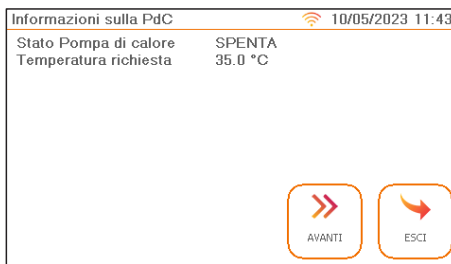 Informazioni sulla PdC 10/05/2023 11:43
Stato Pompa di calore SPENTA
Temperatura richiesta 35.0 °C
AVANTI ESCI